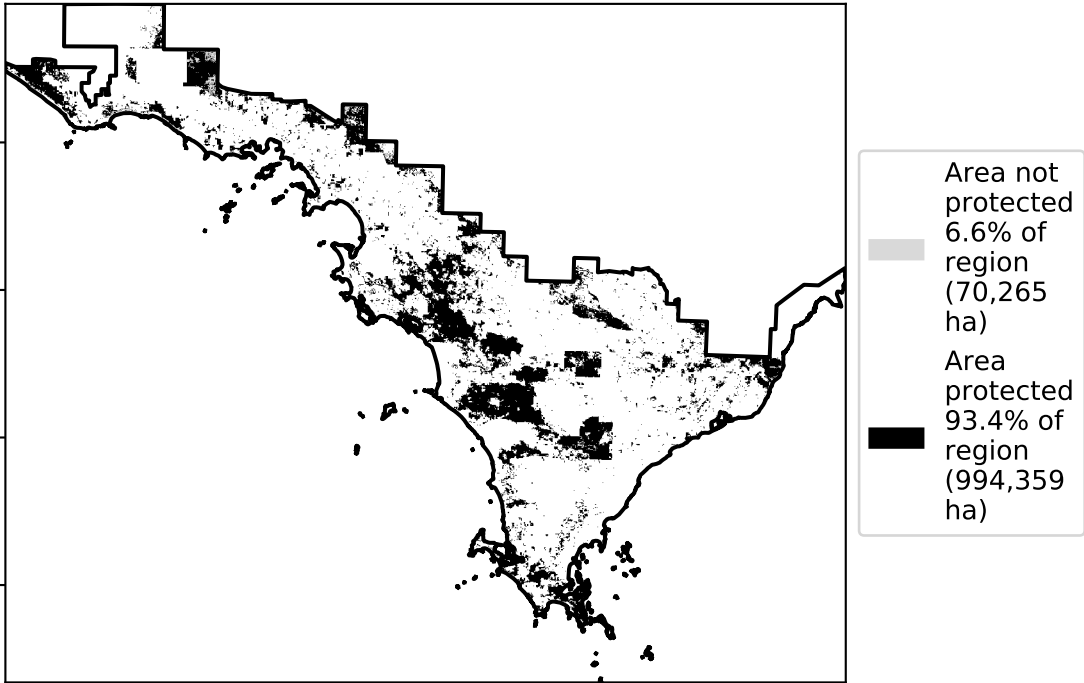 Area not
protected
6.6% of
region
(70,265
ha)
Area
protected
93.4% of
region
(994,359
ha)